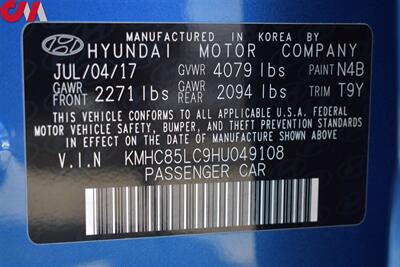 CM
MANUFACTURED IN KOREA BY
HYUNDAI MOTOR COMPANY
JUL/04/17 GVWR 4079 lbs PAINT N4B
GAWR FRONT 2271 lbs GAWR REAR 2094 lbs TRIM T9Y
THIS VEHICLE CONFORMS TO ALL APPLICABLE U.S.A. FEDERAL
MOTOR VEHICLE SAFETY, BUMPER, AND THEFT PREVENTION
STANDARDS IN EFFECT ON THE DATE OF MANUFACTURE
SHOWN ABOVE.
V.I.N KMHC85LC9HU049108
PASSENGER CAR